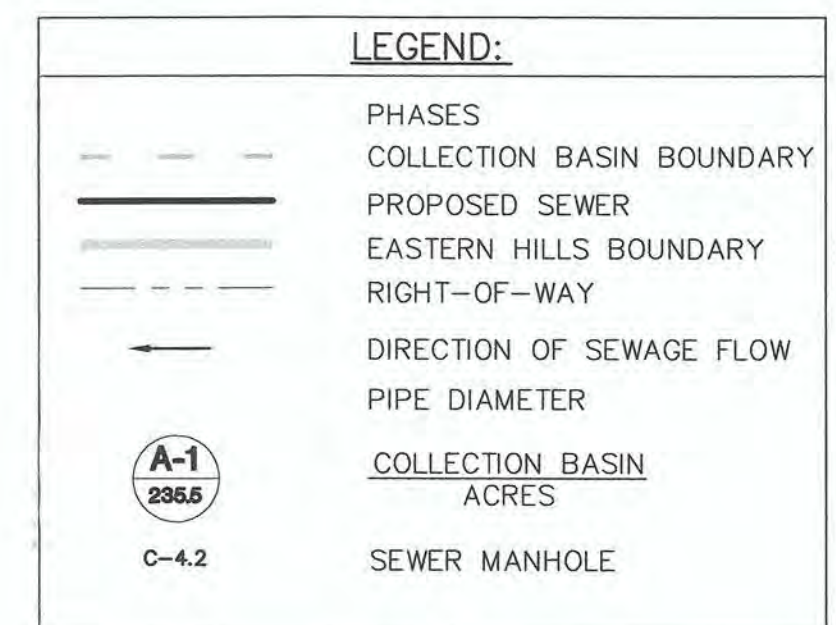 LEGEND:
PHASES
COLLECTION BASIN BOUNDARY
PROPOSED SEWER
EASTERN HILLS BOUNDARY
RIGHT-OF-WAY
DIRECTION OF SEWAGE FLOW
PIPE DIAMETER
A-1
235.5
COLLECTION BASIN
ACRES
C-4.2 SEWER MANHOLE